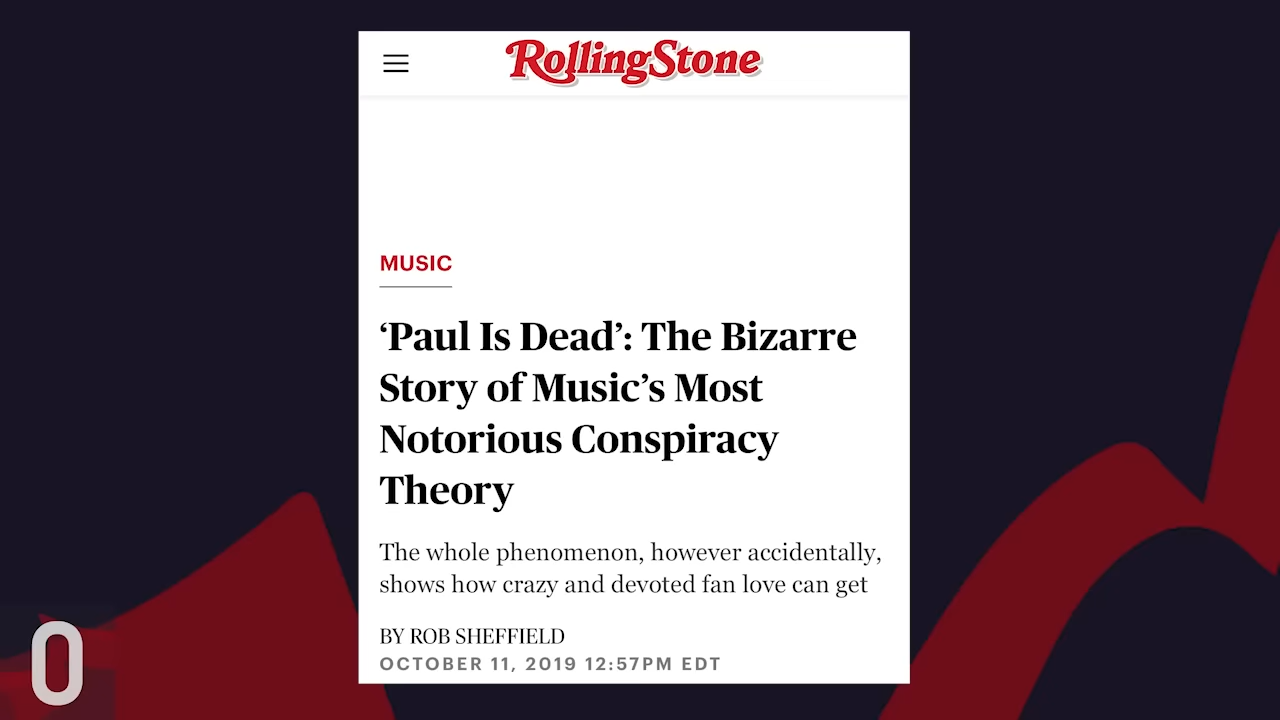 RollingStone
MUSIC
‘Paul Is Dead’: The Bizarre
Story of Music’s Most
Notorious Conspiracy
Theory
The whole phenomenon, however accidentally,
shows how crazy and devoted fan love can get
BY ROB SHEFFIELD
OCTOBER 11, 2019 12:57PM EDT
0